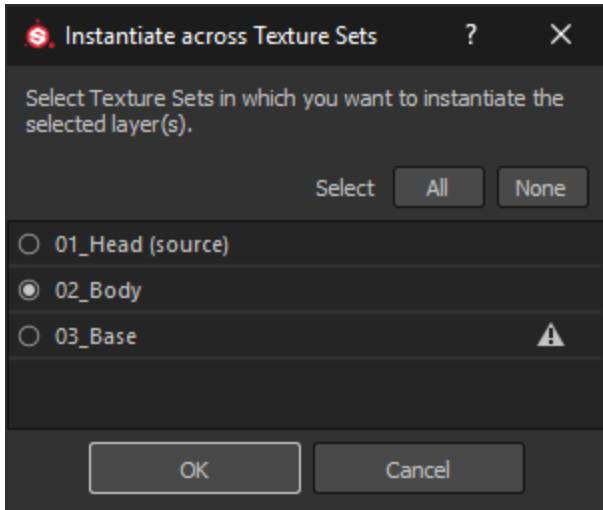 Instantiate across Texture Sets ? ×
Select Texture Sets in which you want to instantiate the
selected layer(s).
Select All None
01_Head (source)
02_Body
03_Base
OK Cancel